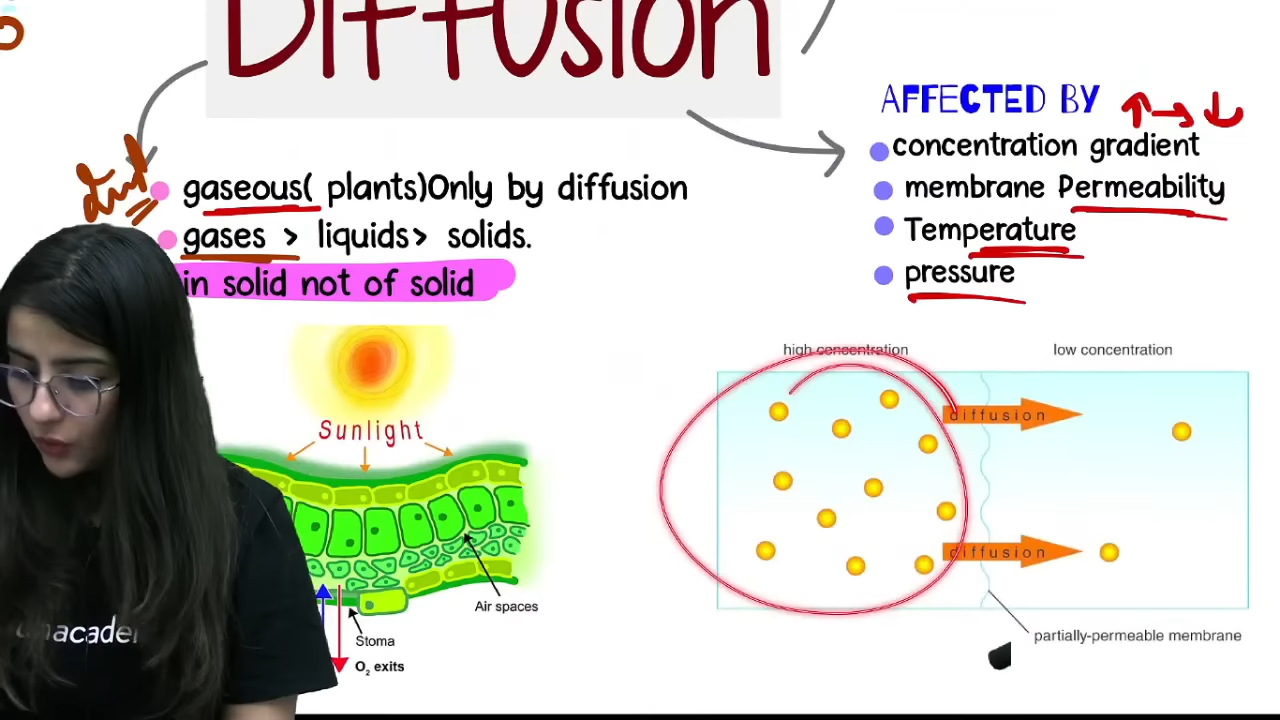 Diffusion
AFFECTED BY ↑→↓
concentration gradient
membrane Permeability
Temperature
pressure
gaseous( plants)Only by diffusion
gases > liquids> solids.
in solid not of solid
Sunlight
Air spaces
Stoma
O₂ exits
high concentration
low concentration
diffusion
diffusion
partially-permeable membrane